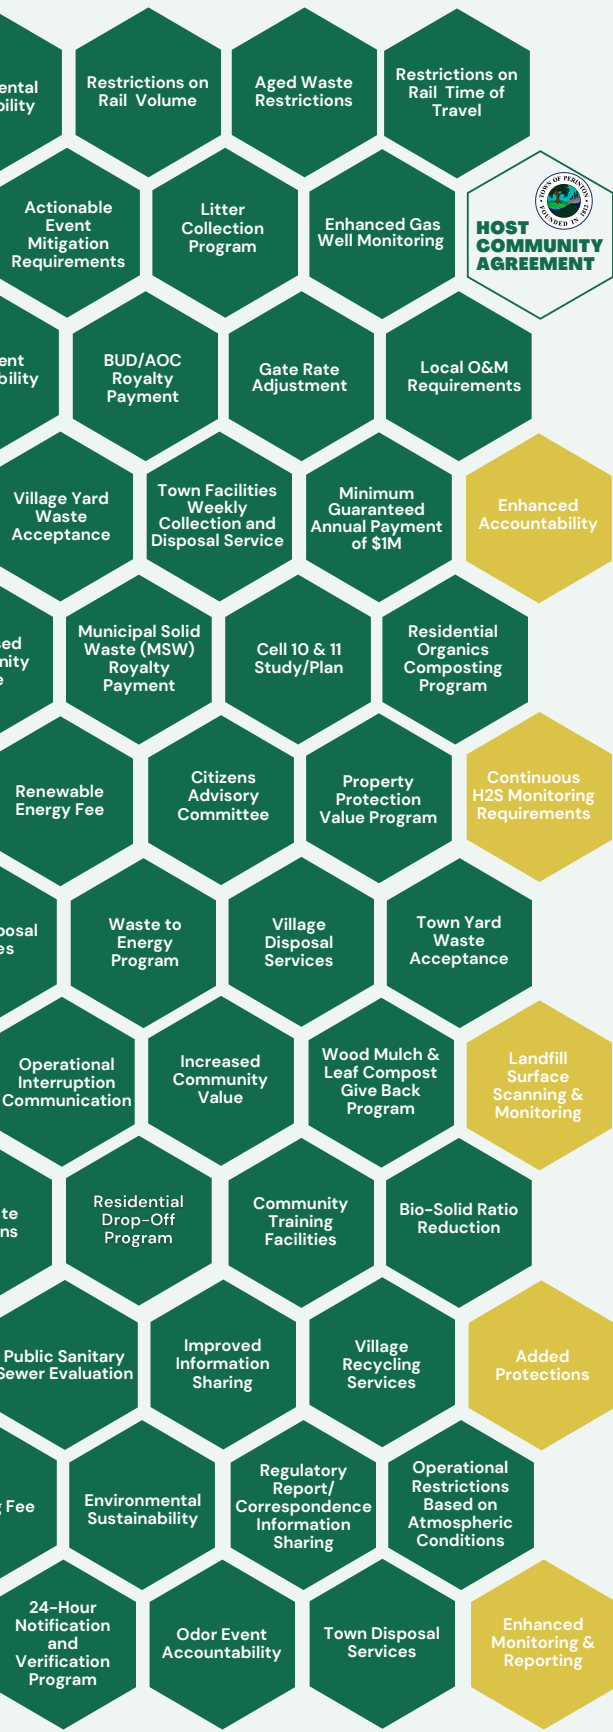 Restrictions on
Rail Volume
Aged Waste
Restrictions
Restrictions on
Rail Time of
Travel
Actionable
Event
Mitigation
Requirements
Litter
Collection
Program
Enhanced Gas
Well Monitoring
TOWN OF PERINTON
FOUNDED IN 1812
HOST
COMMUNITY
AGREEMENT
BUD/AOC
Royalty
Payment
Gate Rate
Adjustment
Local O&M
Requirements
Village Yard
Waste
Acceptance
Town Facilities
Weekly
Collection and
Disposal Service
Minimum
Guaranteed
Annual Payment
of $1M
Enhanced
Accountability
Municipal Solid
Waste (MSW)
Royalty
Payment
Cell 10 & 11
Study/Plan
Residential
Organics
Composting
Program
Renewable
Energy Fee
Citizens
Advisory
Committee
Property
Protection
Value Program
Continuous
H2S Monitoring
Requirements
Waste to
Energy
Program
Village
Disposal
Services
Town Yard
Waste
Acceptance
Operational
Interruption
Communication
Increased
Community
Value
Wood Mulch &
Leaf Compost
Give Back
Program
Landfill
Surface
Scanning &
Monitoring
Residential
Drop-Off
Program
Community
Training
Facilities
Bio-Solid Ratio
Reduction
Public Sanitary
Sewer Evaluation
Improved
Information
Sharing
Village
Recycling
Services
Added
Protections
Fee
Environmental
Sustainability
Regulatory
Report/
Correspondence
Information
Sharing
Operational
Restrictions
Based on
Atmospheric
Conditions
24-Hour
Notification
and
Verification
Program
Odor Event
Accountability
Town Disposal
Services
Enhanced
Monitoring &
Reporting